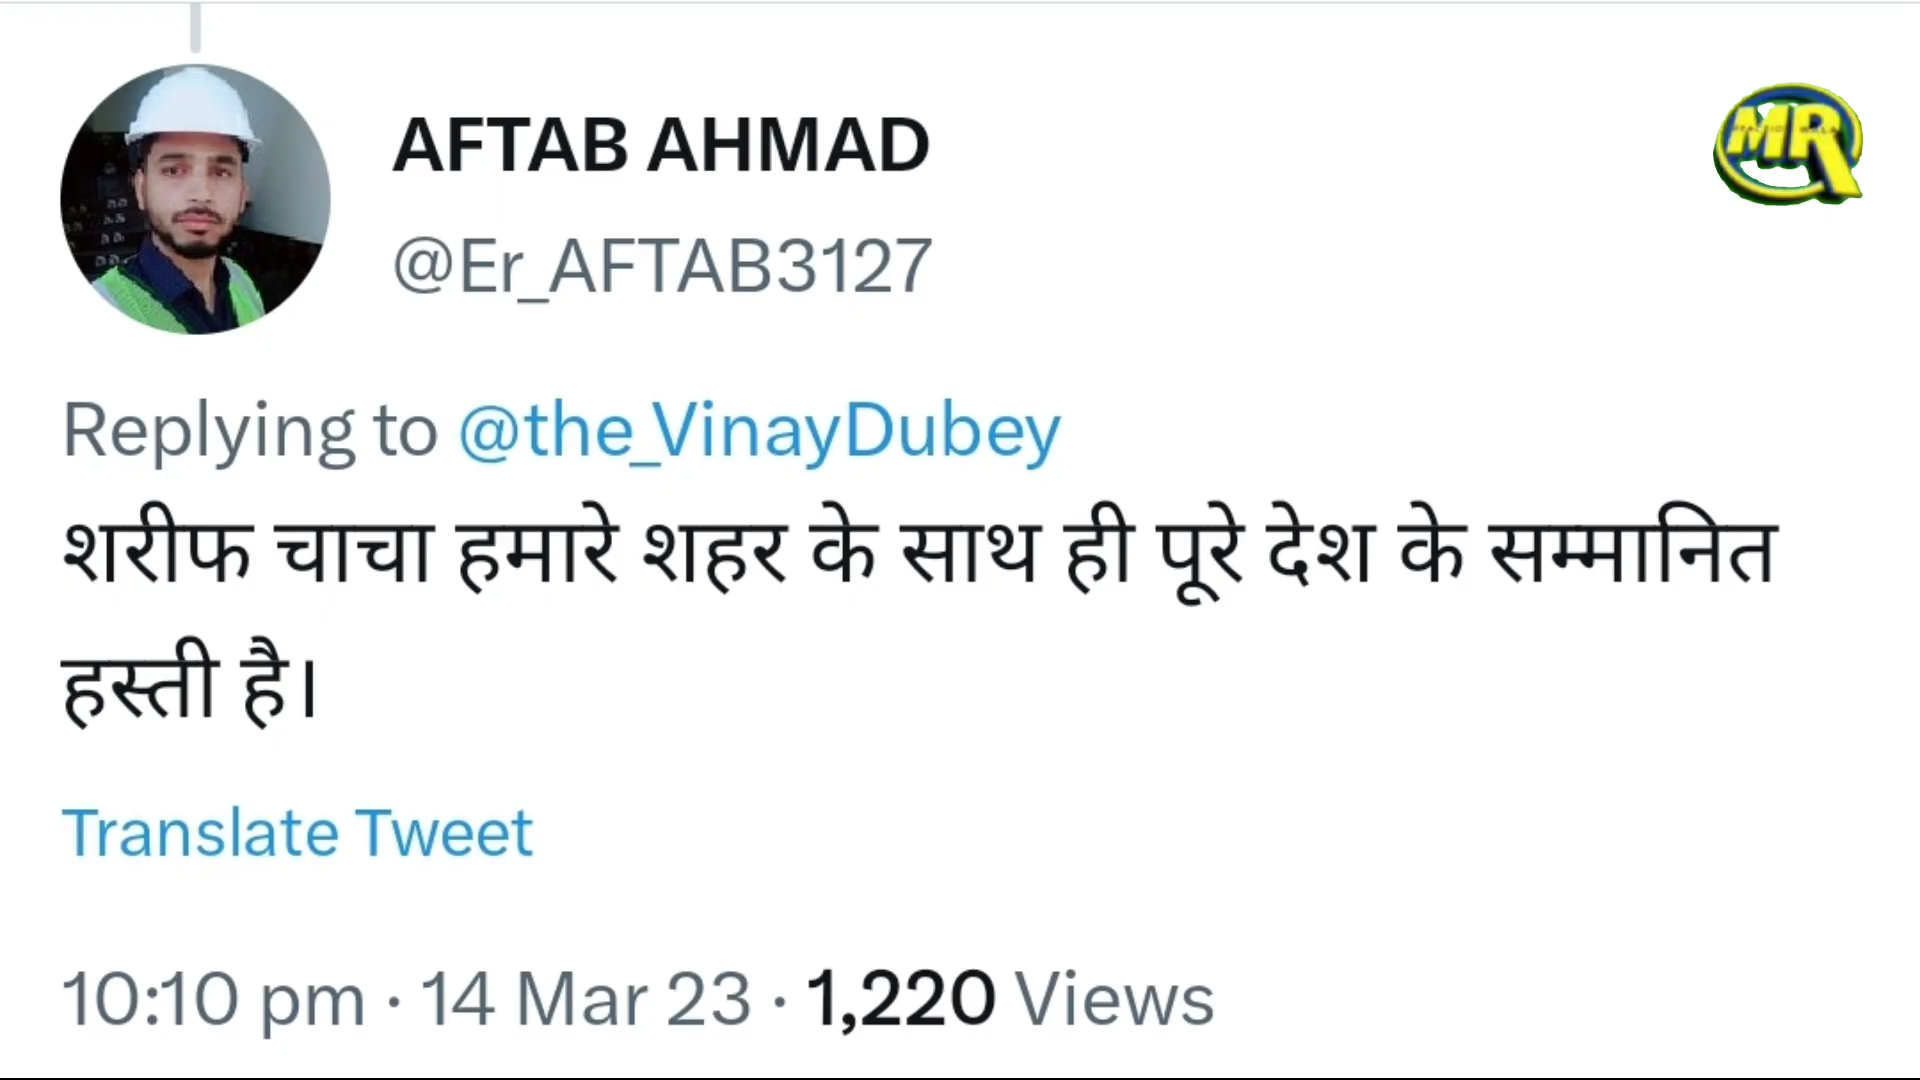 AFTAB AHMAD
@Er_AFTAB3127
MR
Replying to @the_VinayDubey
शरीफ चाचा हमारे शहर के साथ ही पूरे देश के सम्मानित
हस्ती है।
Translate Tweet
10:10 pm · 14 Mar 23 · 1,220 Views